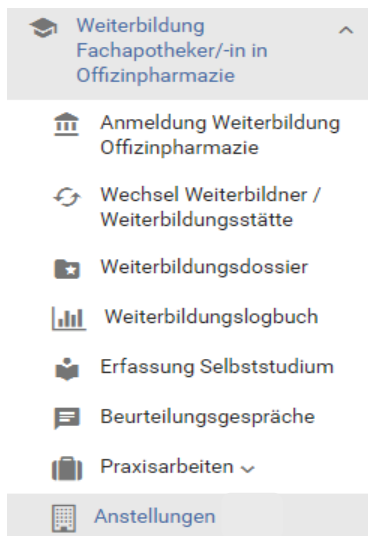 Weiterbildung
Fachapotheker/-in in
Offizinpharmazie
Anmeldung Weiterbildung
Offizinpharmazie
Wechsel Weiterbildner /
Weiterbildungsstätte
Weiterbildungsdossier
Weiterbildungslogbuch
Erfassung Selbststudium
Beurteilungsgespräche
Praxisarbeiten
Anstellungen